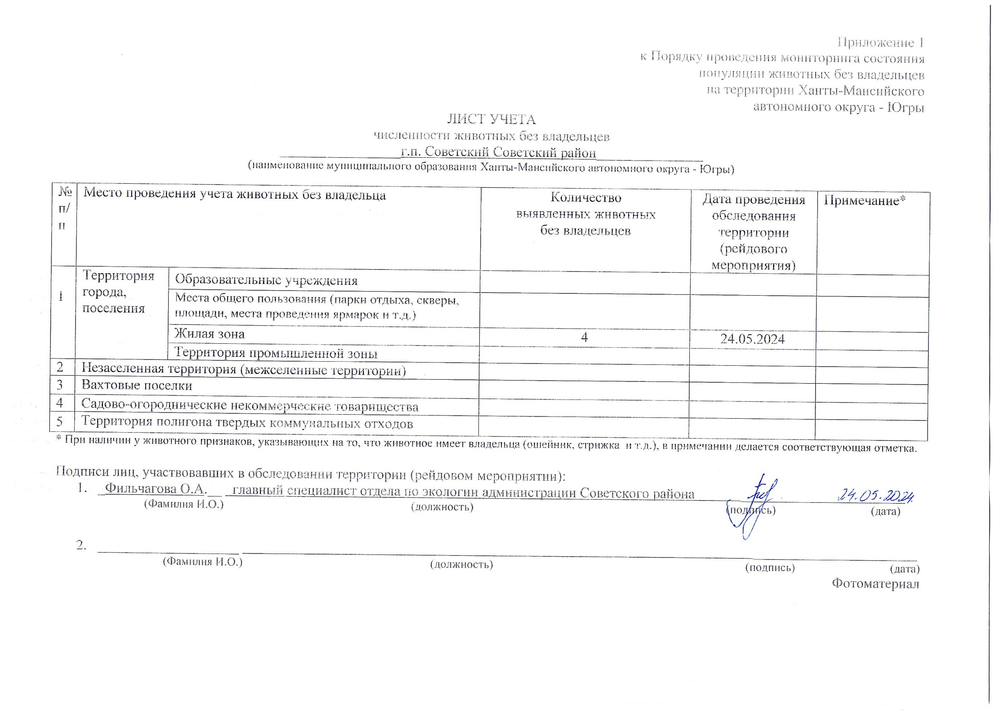 Приложение 1
к Порядку проведения мониторинга состояния
популяции животных без владельцев
на территории Ханты-Мансийского
автономного округа - Югры
ЛИСТ УЧЕТА
численности животных без владельцев
г.п. Советский Советский район
(наименование муниципального образования Ханты-Мансийского автономного округа - Югры)
№ п/п Место проведения учета животных без владельца Количество выявленных животных без владельцев Дата проведения обследования территории (рейдового мероприятия) Примечание*
1 Территория города, поселения Образовательные учреждения
Места общего пользования (парки отдыха, скверы,
площади, места проведения ярмарок и т.д.)
Жилая зона 4 24.05.2024
Территория промышленной зоны
2 Незаселенная территория (межселенные территории)
3 Вахтовые поселки
4 Садово-огороднические некоммерческие товарищества
5 Территория полигона твердых коммунальных отходов
* При наличии у животного признаков, указывающих на то, что животное имеет владельца (ошейник, стрижка и т.д.), в примечании делается соответствующая отметка.
Подписи лиц, участвовавших в обследовании территории (рейдовом мероприятии):
1. Фильчагова О.А. главный специалист отдела по экологии администрации Советского района 24.05.2024
(Фамилия И.О.) (должность) (подпись) (дата)
2.
(Фамилия И.О.) (должность) (подпись) (дата)
Фотоматериал